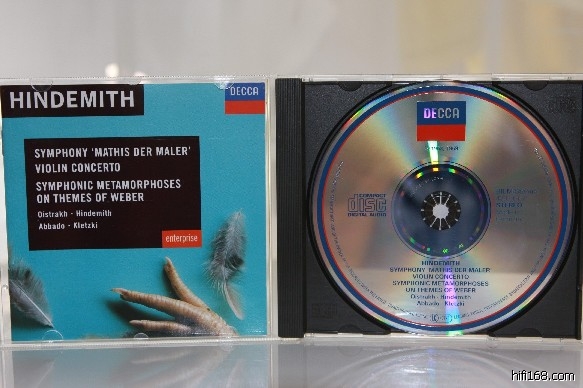 HINDEMITH
DECCA
SYMPHONY 'MATHIS DER MALER'
VIOLIN CONCERTO
SYMPHONIC METAMORPHOSES
ON THEMES OF WEBER
Oistrakh - Hindemith
Abbado - Kletzki
enterprise
DECCA
COMPACT
disc
DIGITAL AUDIO
HINDEMITH
SYMPHONY 'MATHIS DER MALER'
VIOLIN CONCERTO
SYMPHONIC METAMORPHOSES
ON THEMES OF WEBER
Oistrakh · Hindemith
Abbado · Kletzki
hifi168.com